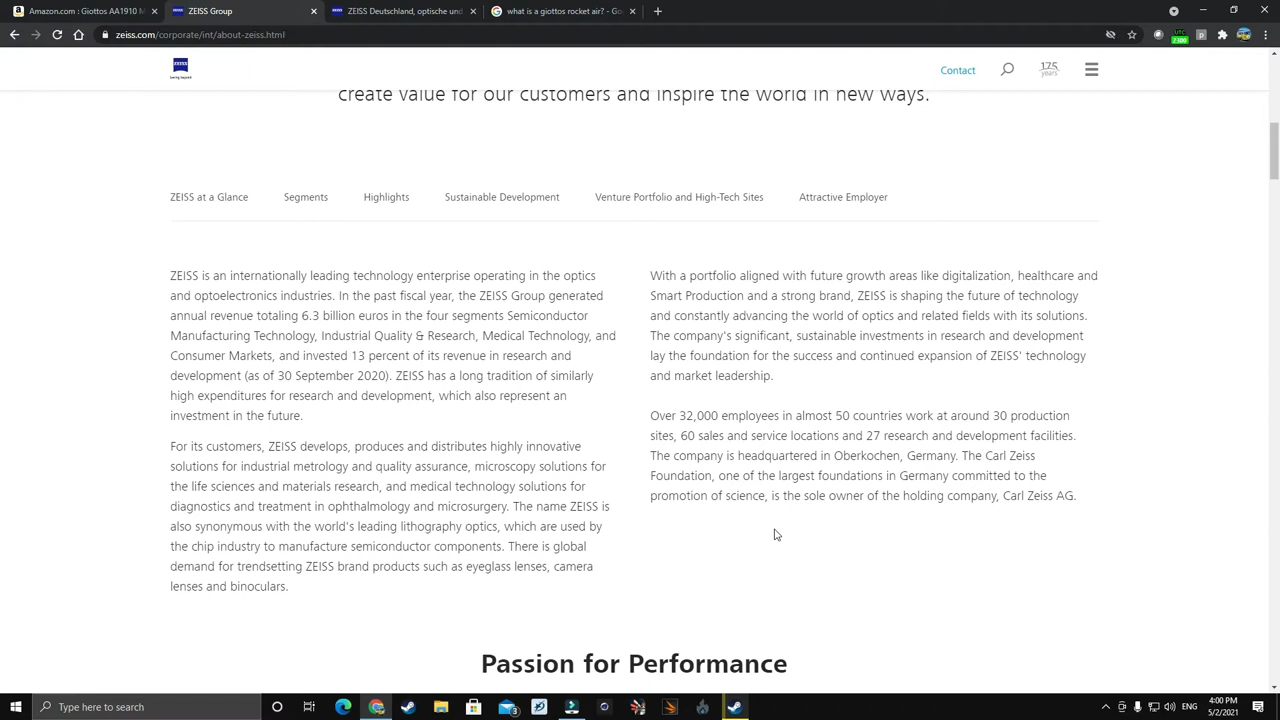 Amazon.com: Giottos AA1910 M
About ZEISS | ZEISS
ZEISS Deutschland, optische und
what is a giottos rocket air? - Go
zeiss.com/corporate/int/about-zeiss.html
ZEISS
Seeing beyond
Contact
175
years
create value for our customers and inspire the world in new ways.
ZEISS at a Glance
Segments
Highlights
Sustainable Development
Venture Portfolio and High-Tech Sites
Attractive Employer
ZEISS is an internationally leading technology enterprise operating in the optics
and optoelectronics industries. In the past fiscal year, the ZEISS Group generated
annual revenue totaling 6.3 billion euros in the four segments Semiconductor
Manufacturing Technology, Industrial Quality & Research, Medical Technology, and
Consumer Markets, and invested 13 percent of its revenue in research and
development (as of 30 September 2020). ZEISS has a long tradition of similarly
high expenditures for research and development, which also represent an
investment in the future.
For its customers, ZEISS develops, produces and distributes highly innovative
solutions for industrial metrology and quality assurance, microscopy solutions for
the life sciences and materials research, and medical technology solutions for
diagnostics and treatment in ophthalmology and microsurgery. The name ZEISS is
also synonymous with the world's leading lithography optics, which are used by
the chip industry to manufacture semiconductor components. There is global
demand for trendsetting ZEISS brand products such as eyeglass lenses, camera
lenses and binoculars.
With a portfolio aligned with future growth areas like digitalization, healthcare and
Smart Production and a strong brand, ZEISS is shaping the future of technology
and constantly advancing the world of optics and related fields with its solutions.
The company's significant, sustainable investments in research and development
lay the foundation for the success and continued expansion of ZEISS' technology
and market leadership.
Over 32,000 employees in almost 50 countries work at around 30 production
sites, 60 sales and service locations and 27 research and development facilities.
The company is headquartered in Oberkochen, Germany. The Carl Zeiss
Foundation, one of the largest foundations in Germany committed to the
promotion of science, is the sole owner of the holding company, Carl Zeiss AG.
Passion for Performance
Type here to search
ENG
4:00 PM
5/2/2021